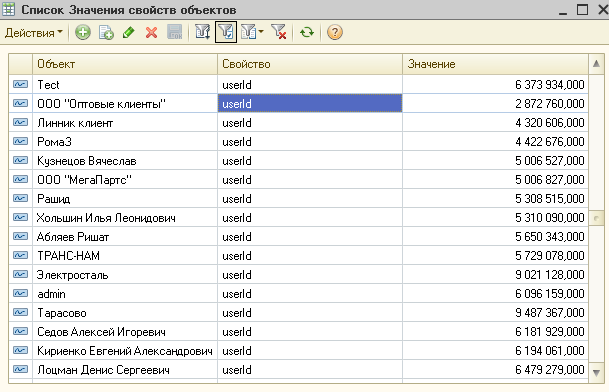 Список Значения свойств объектов
Действия
Объект Свойство Значение
Тест userId 6 373 934,000
ООО "Оптовые клиенты" userId 2 872 760,000
Линник клиент userId 4 320 606,000
Рома3 userId 4 422 676,000
Кузнецов Вячеслав userId 5 006 527,000
ООО "МегаПартс" userId 5 006 827,000
Рашид userId 5 308 515,000
Хольшин Илья Леонидович userId 5 310 090,000
Абляев Ришат userId 5 650 343,000
ТРАНС-НАМ userId 5 729 078,000
Электросталь userId 9 021 128,000
admin userId 6 096 159,000
Тарасово userId 9 487 367,000
Седов Алексей Игоревич userId 6 181 929,000
Кириенко Евгений Александрович userId 6 194 061,000
Лоцман Денис Сергеевич userId 6 479 279,000